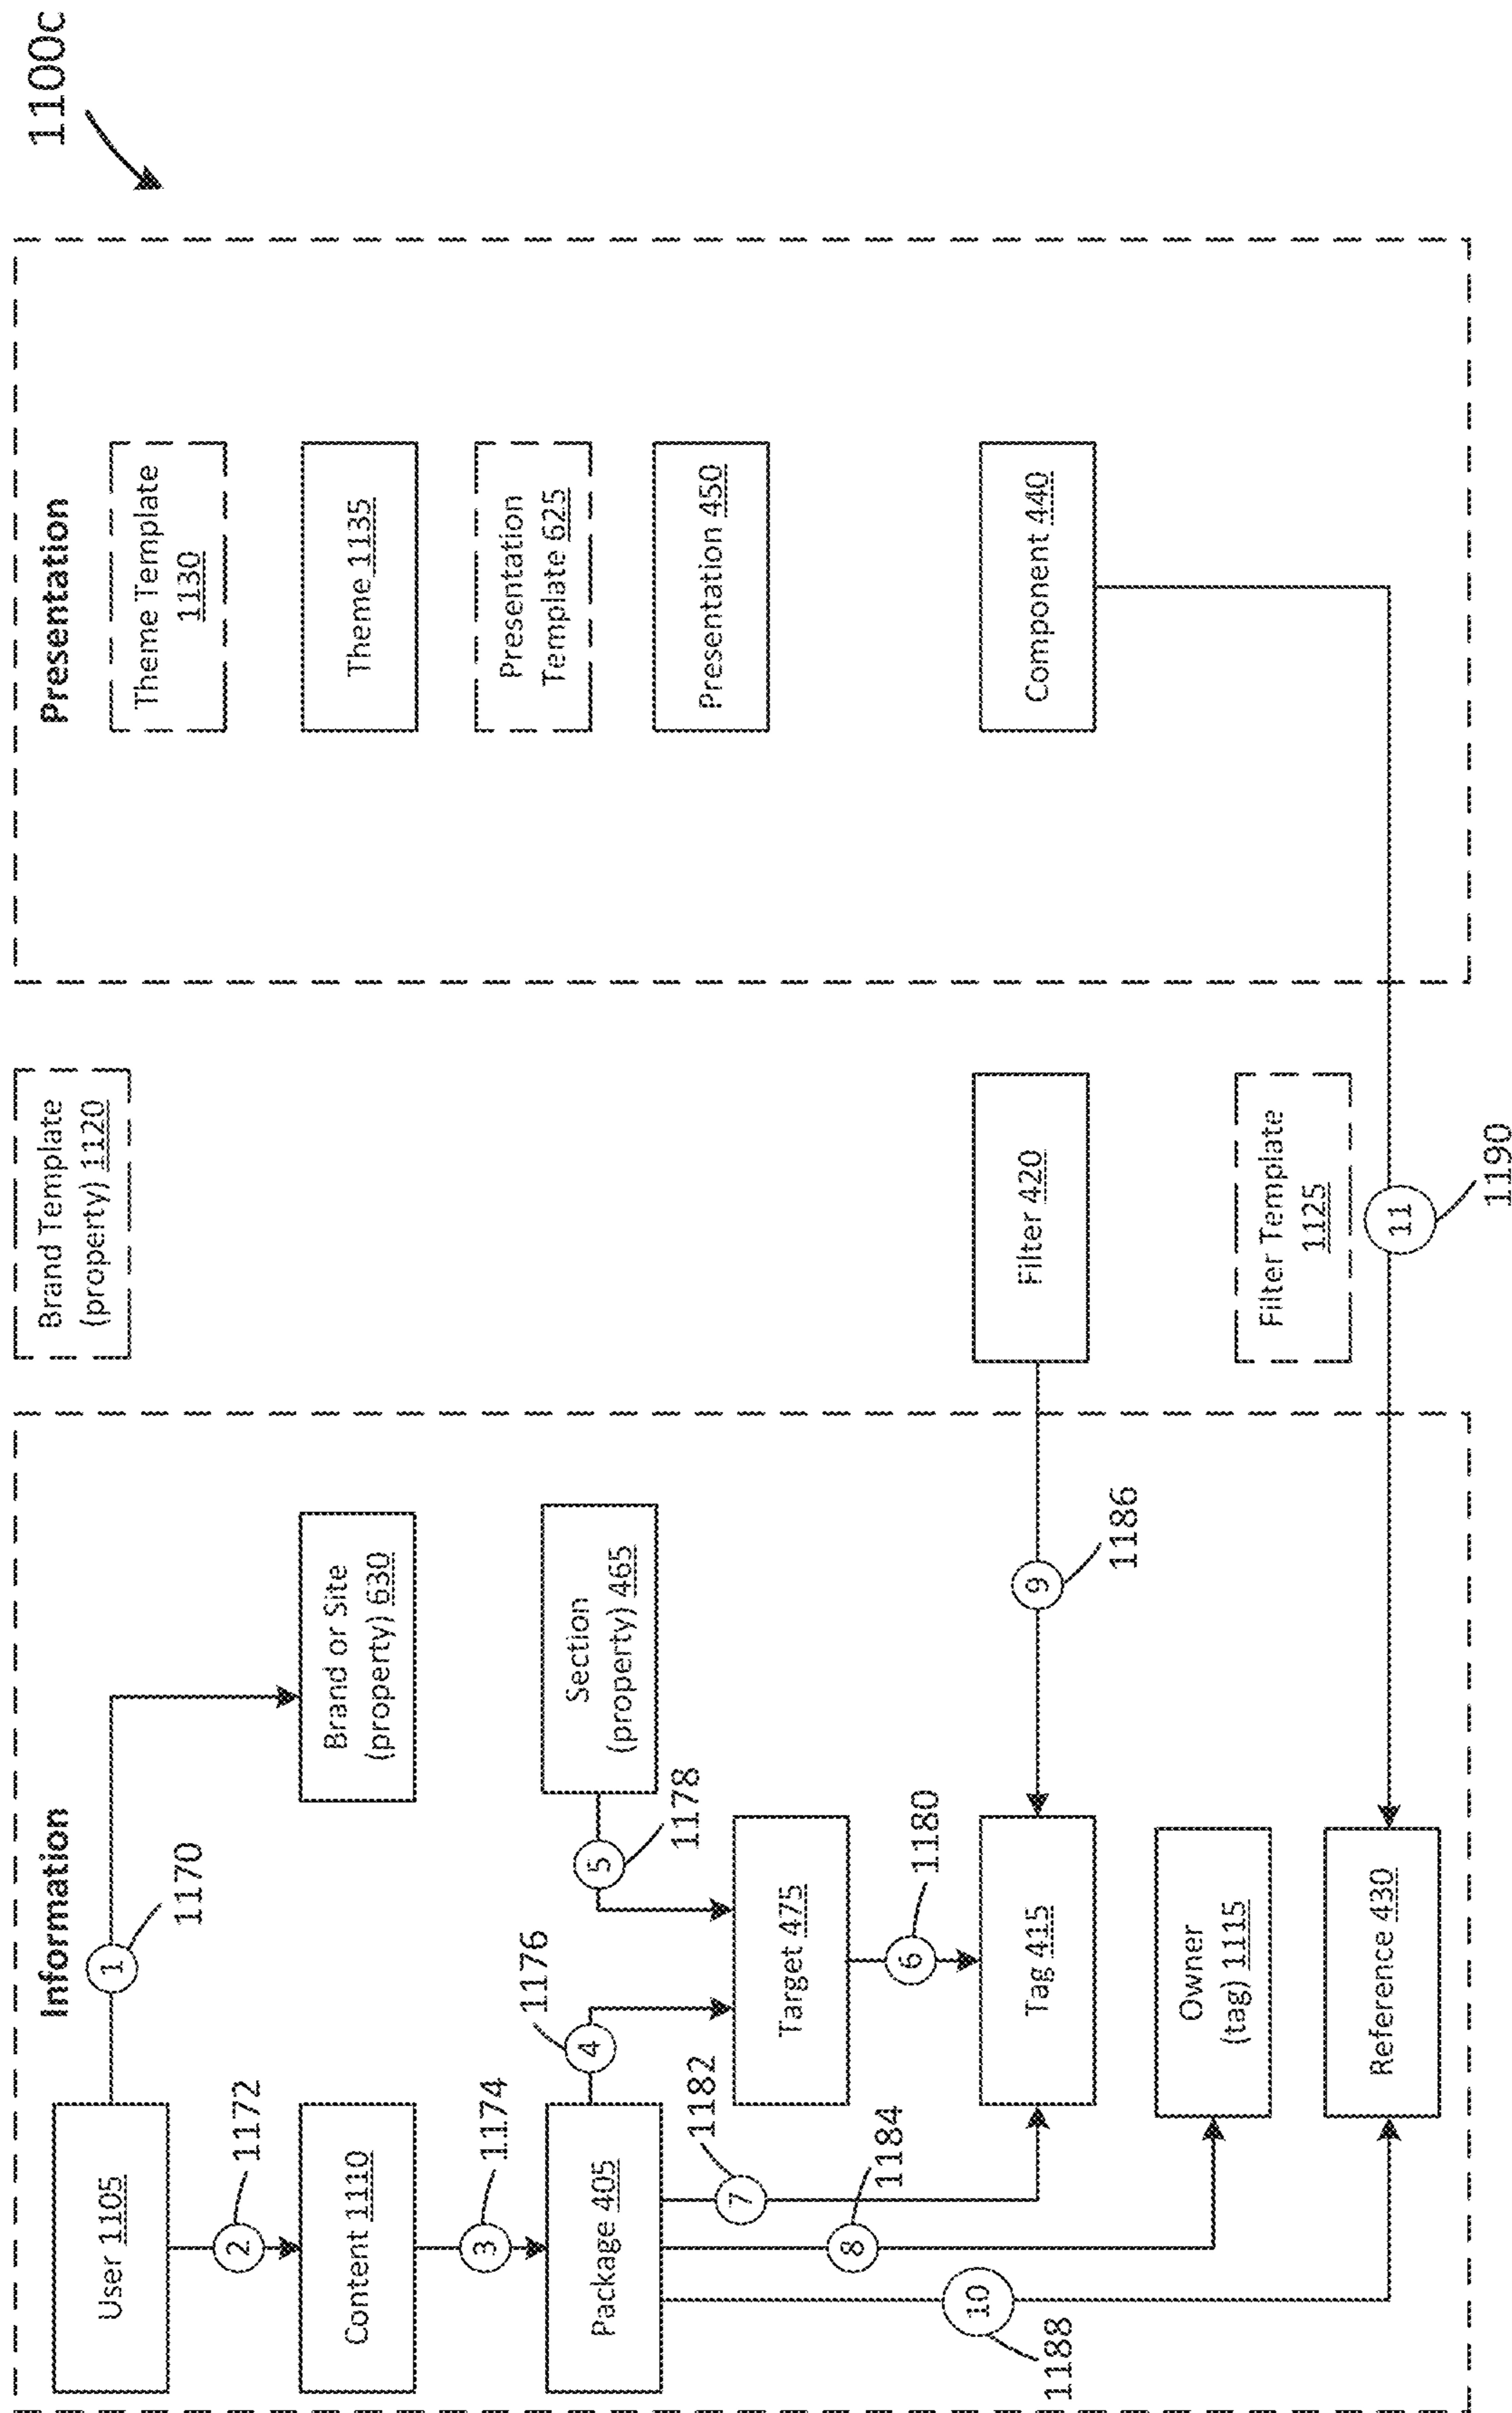 1100c
Information
User 1105
1
1170
2
1172
Brand or Site
(property) 630
Content 1110
3
1174
Package 405
4
1176
Section
(property) 465
5
1178
Target 475
6
1180
7
1182
Tag 415
9
1186
8
1184
Owner
(tag) 1115
10
1188
Reference 430
Brand Template
(property) 1120
Filter 420
Filter Template
1125
11
1190
Presentation
Theme Template
1130
Theme 1135
Presentation
Template 625
Presentation 450
Component 440